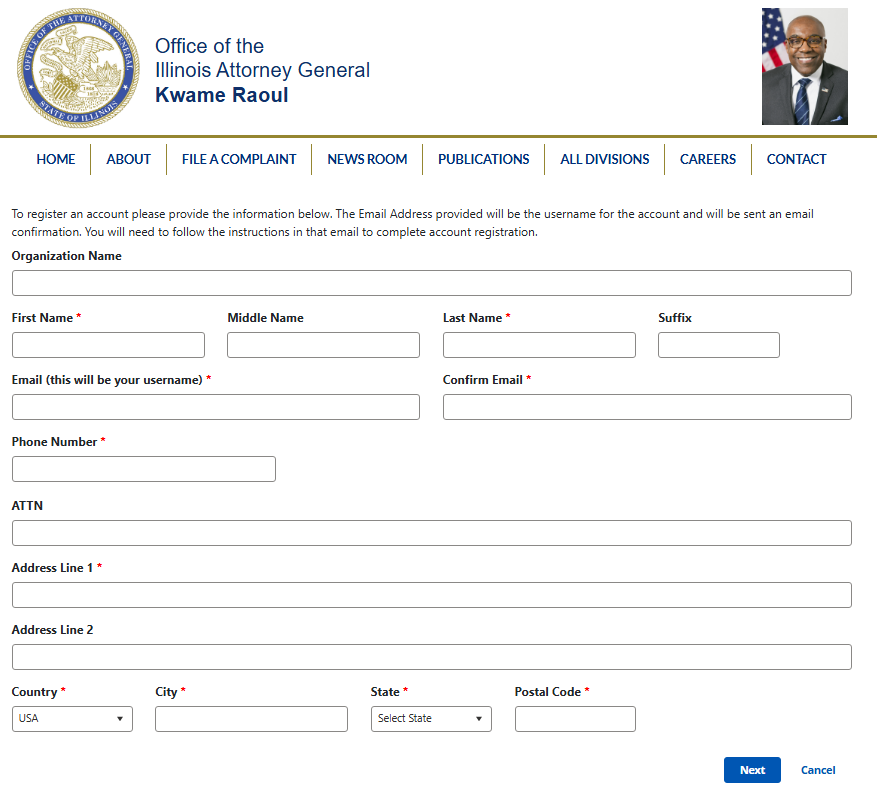 OFFICE OF THE ATTORNEY GENERAL
STATE OF ILLINOIS
Office of the
Illinois Attorney General
Kwame Raoul
HOME ABOUT FILE A COMPLAINT NEWS ROOM PUBLICATIONS ALL DIVISIONS CAREERS CONTACT
To register an account please provide the information below. The Email Address provided will be the username for the account and will be sent an email
confirmation. You will need to follow the instructions in that email to complete account registration.
Organization Name
First Name * Middle Name Last Name * Suffix
Email (this will be your username) * Confirm Email *
Phone Number *
ATTN
Address Line 1 *
Address Line 2
Country * City * State * Postal Code *
USA Select State
Next Cancel